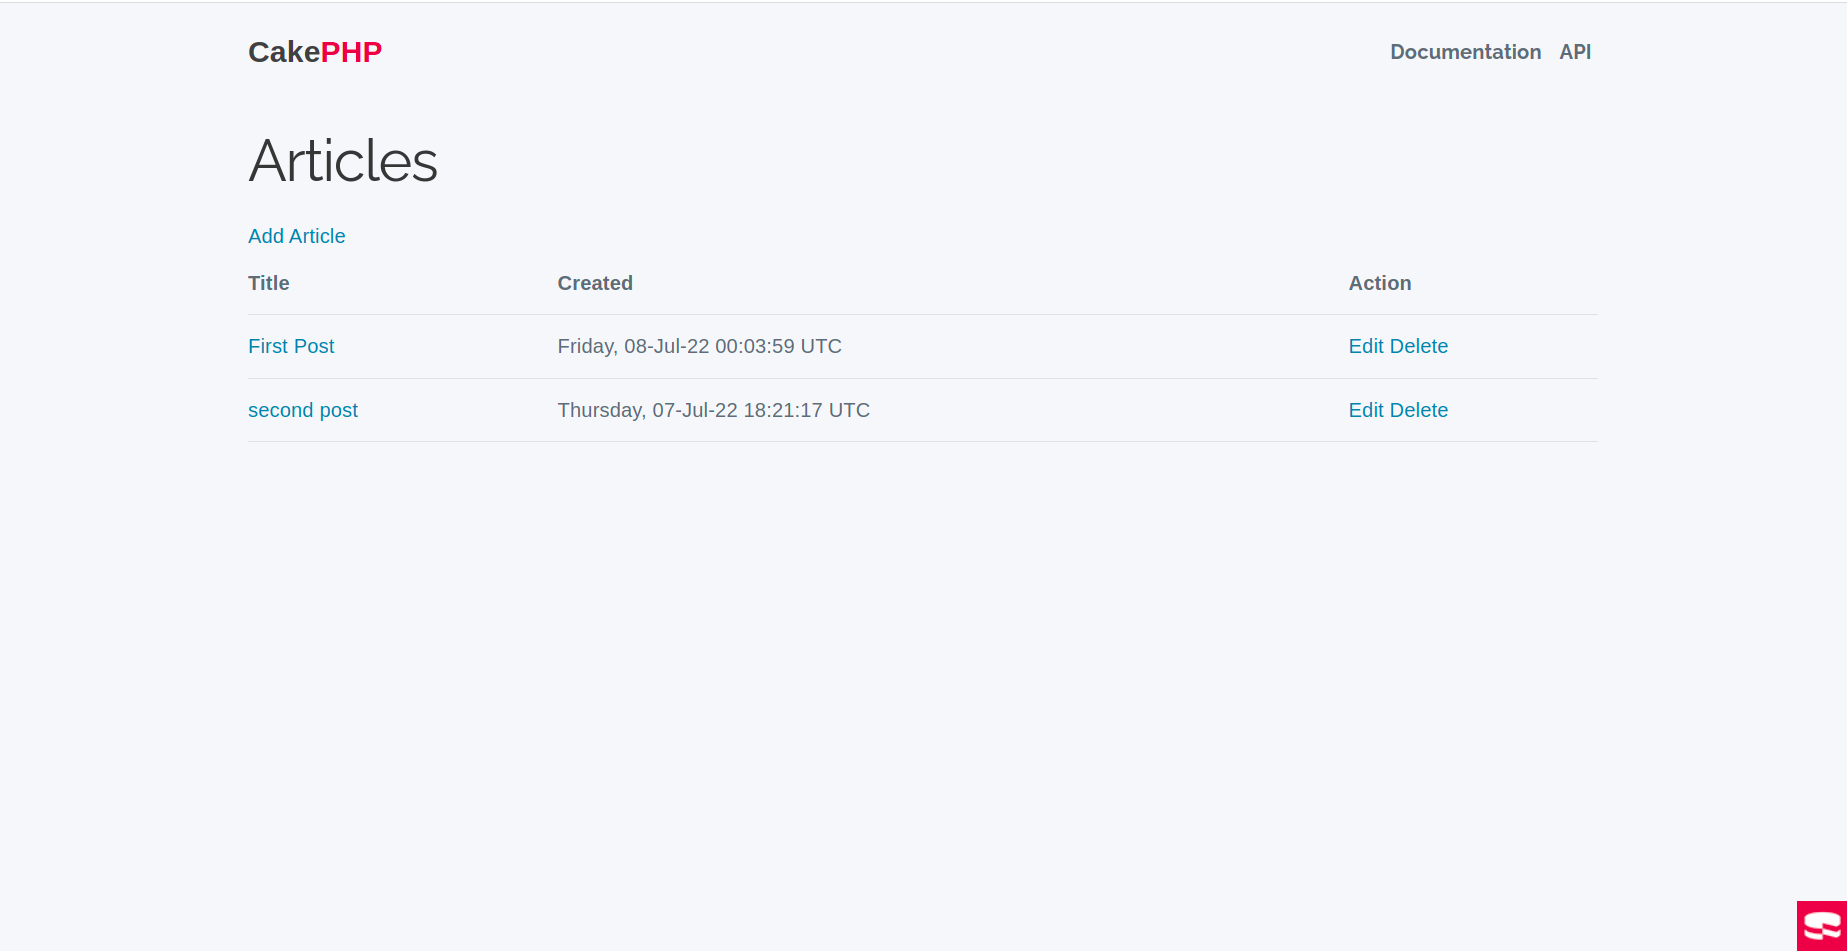 CakePHP Documentation API
Articles
Add Article
Title Created Action
First Post Friday, 08-Jul-22 00:03:59 UTC Edit Delete
second post Thursday, 07-Jul-22 18:21:17 UTC Edit Delete